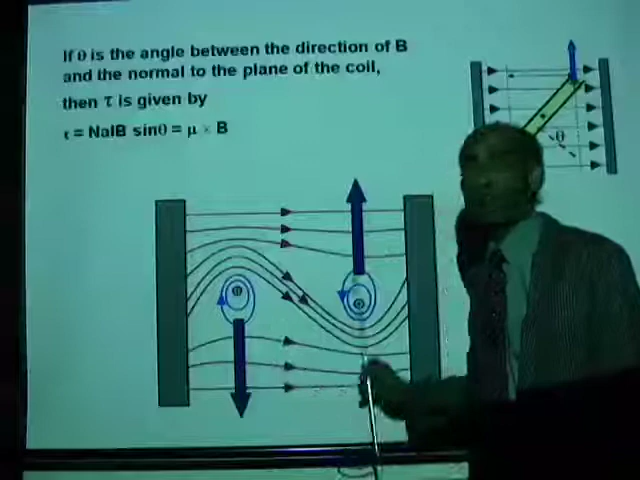 If θ is the angle between the direction of B
and the normal to the plane of the coil,
then τ is given by
τ = NaIB sinθ = μ × B
θ